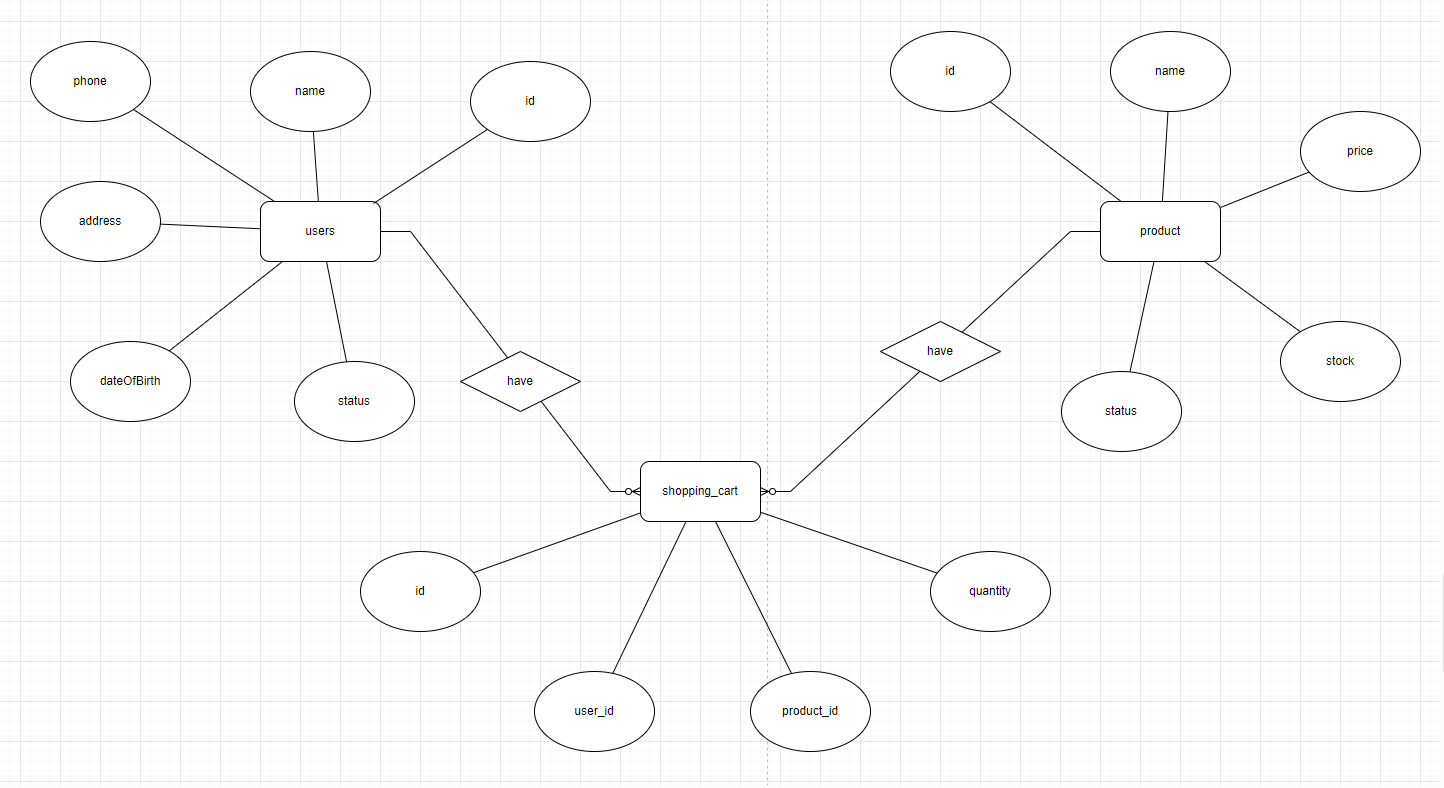 phone
name
id
id
name
price
address
users
product
dateOfBirth
status
have
have
status
stock
shopping_cart
id
quantity
user_id
product_id